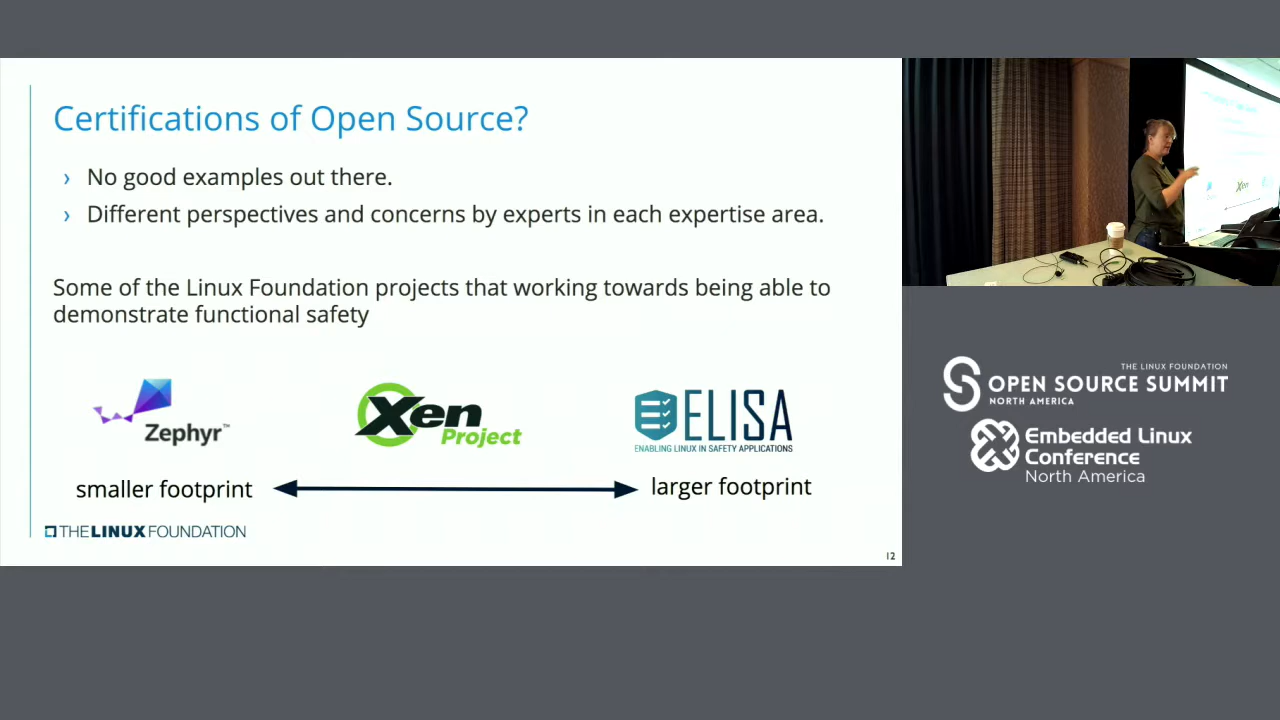 Certifications of Open Source?
› No good examples out there.
› Different perspectives and concerns by experts in each expertise area.
Some of the Linux Foundation projects that working towards being able to
demonstrate functional safety
Zephyr™
Xen
Project
ELISA
ENABLING LINUX IN SAFETY APPLICATIONS
smaller footprint
larger footprint
THE LINUX FOUNDATION
12
Xen
THE LINUX FOUNDATION
OPEN SOURCE SUMMIT
NORTH AMERICA
Embedded Linux
Conference
North America